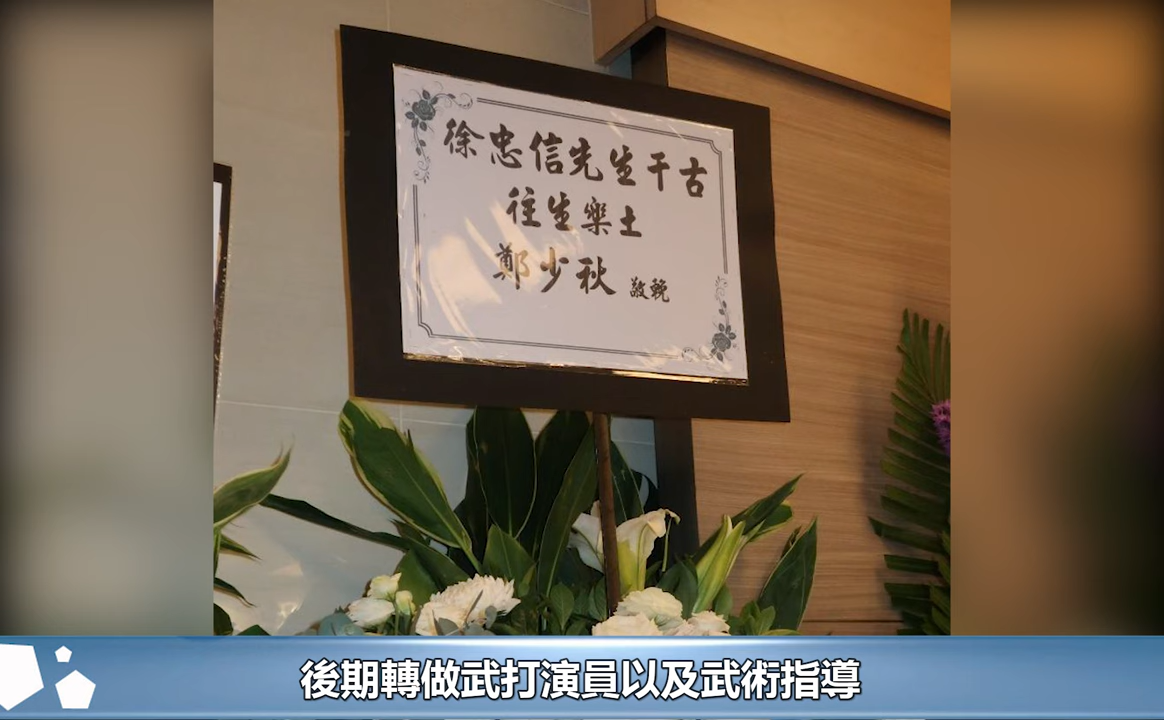 徐忠信先生千古
往生樂土
鄭少秋 敬輓
後期轉做武打演員以及武術指導